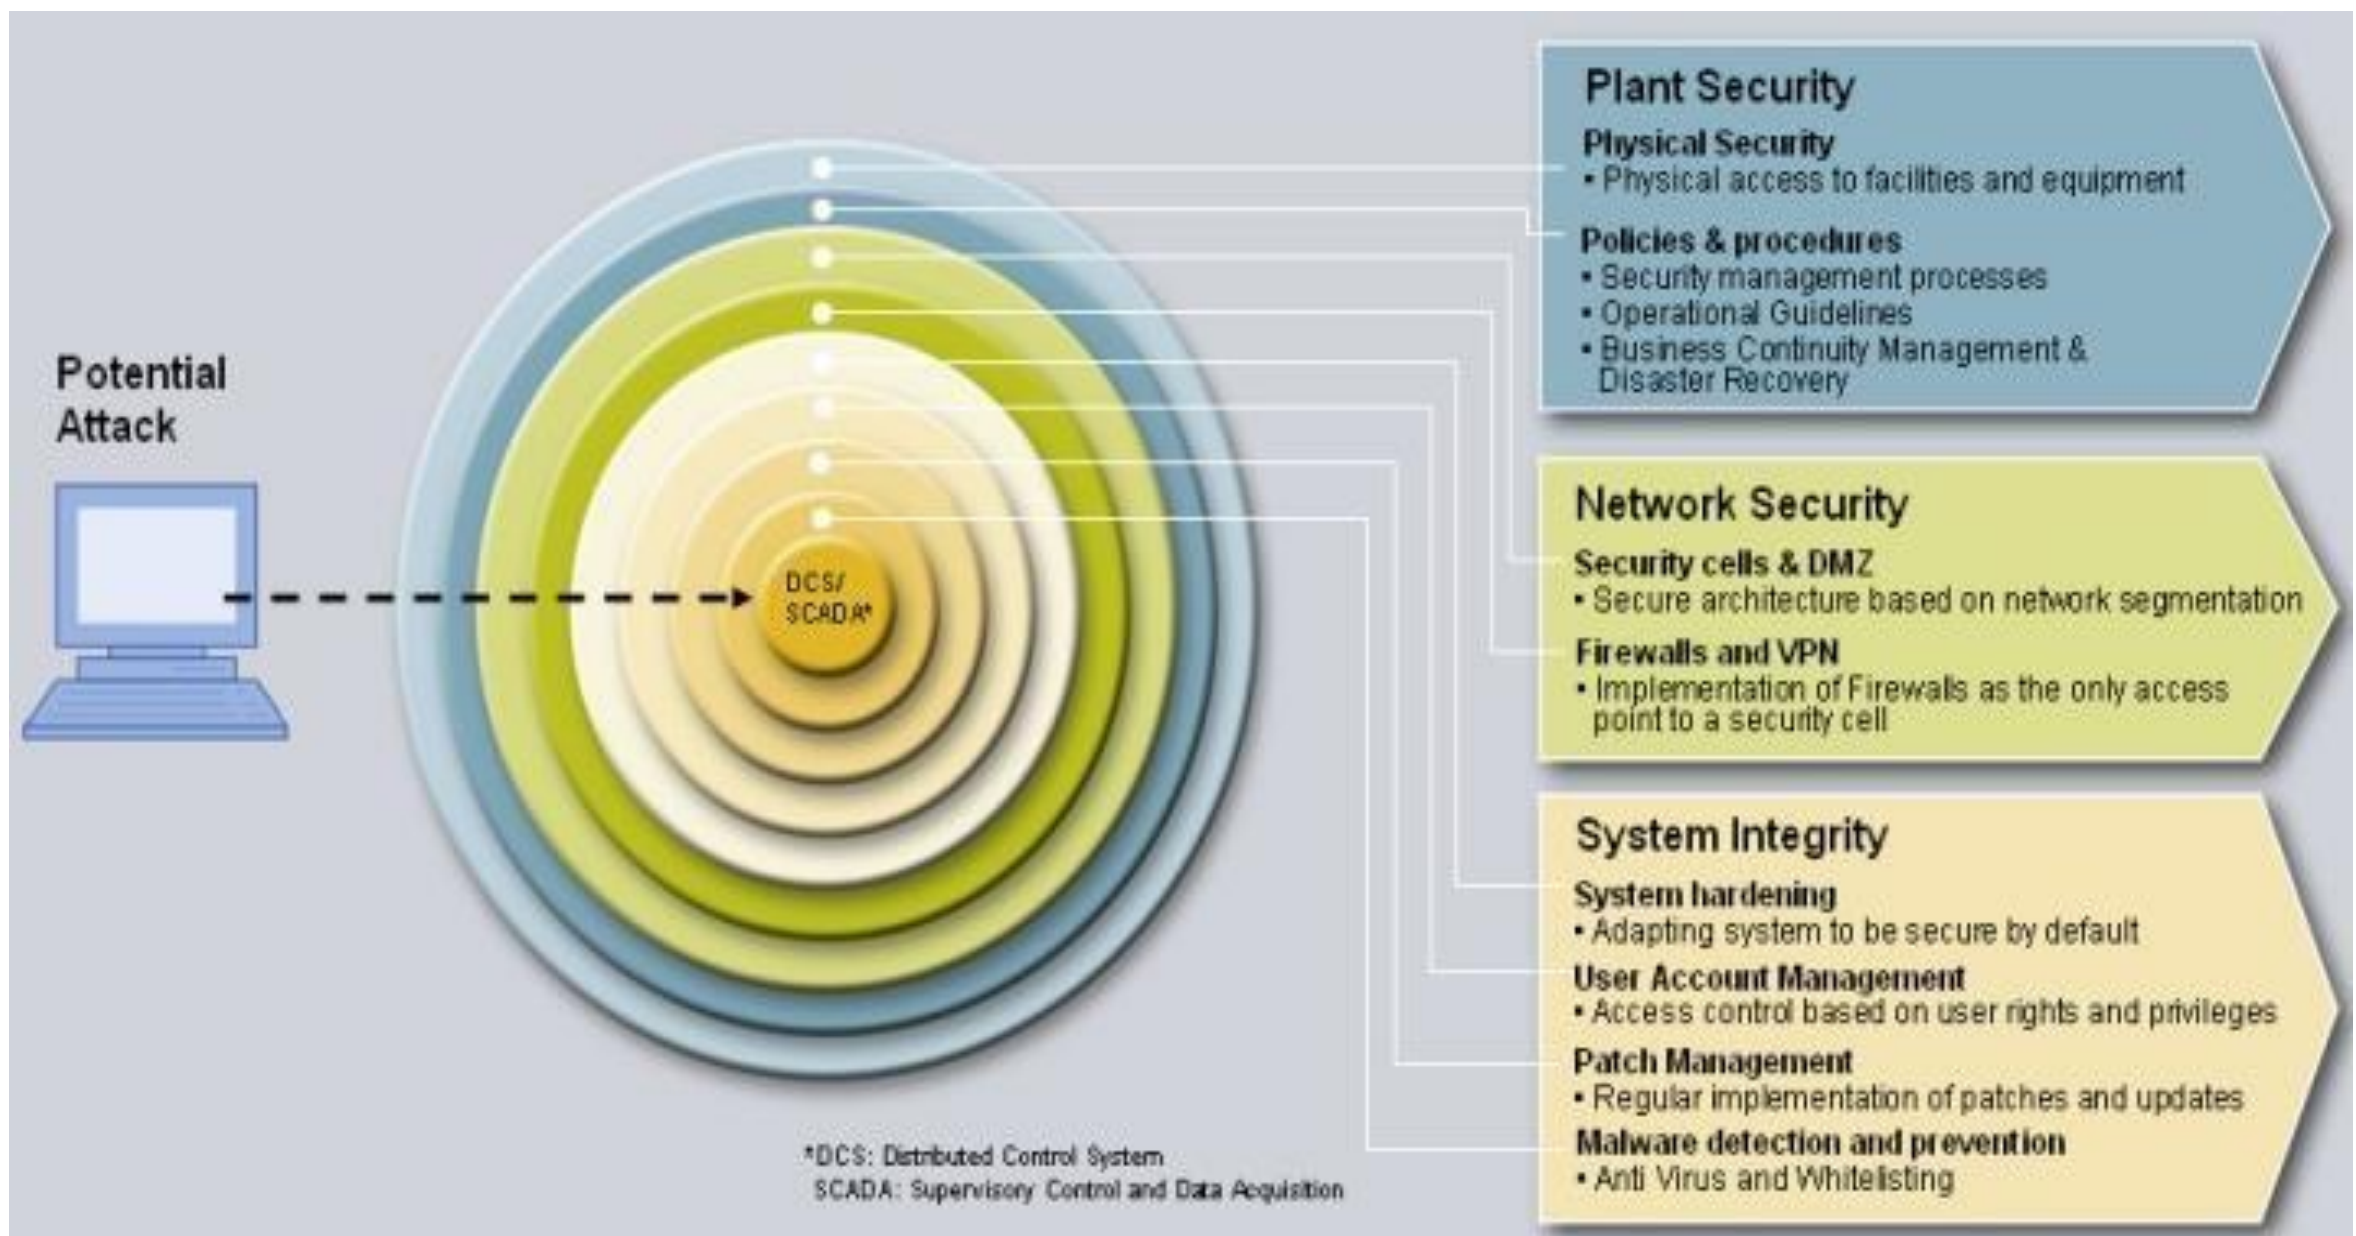 Potential
Attack
DCS/
SCADA*
*DCS: Distributed Control System
SCADA: Supervisory Control and Data Acquisition
Plant Security
Physical Security
• Physical access to facilities and equipment
Policies & procedures
• Security management processes
• Operational Guidelines
• Business Continuity Management &
Disaster Recovery
Network Security
Security cells & DMZ
• Secure architecture based on network segmentation
Firewalls and VPN
• Implementation of Firewalls as the only access
point to a security cell
System Integrity
System hardening
• Adapting system to be secure by default
User Account Management
• Access control based on user rights and privileges
Patch Management
• Regular implementation of patches and updates
Malware detection and prevention
• Anti Virus and Whitelisting